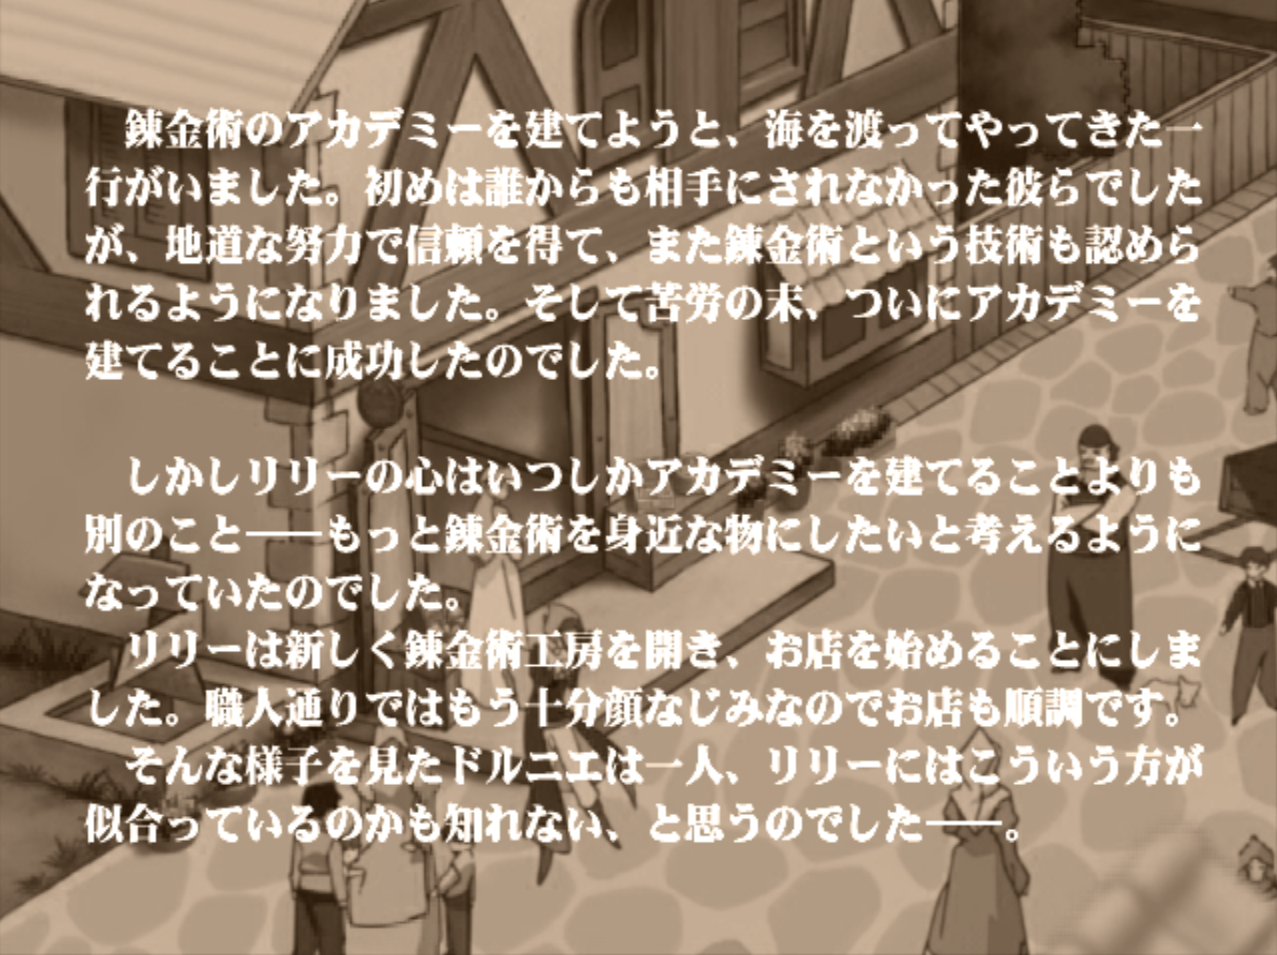 錬金術のアカデミーを建てようと、海を渡ってやってきた一
行がいました。初めは誰からも相手にされなかった彼らでした
が、地道な努力で信頼を得て、また錬金術という技術も認めら
れるようになりました。そして苦労の末、ついにアカデミーを
建てることに成功したのでした。
しかしリリーの心はいつしかアカデミーを建てることよりも
別のこと――もっと錬金術を身近な物にしたいと考えるように
なっていたのでした。
リリーは新しく錬金術工房を開き、お店を始めることにしま
した。職人通りではもう十分顔なじみなのでお店も順調です。
そんな様子を見たドルニエは一人、リリーにはこういう方が
似合っているのかも知れない、と思うのでした――。